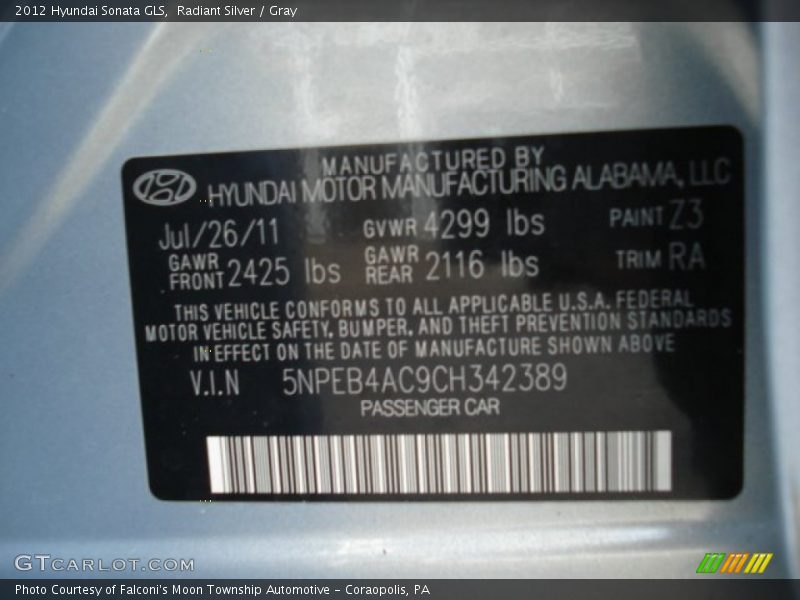 2012 Hyundai Sonata GLS, Radiant Silver / Gray
MANUFACTURED BY
HYUNDAI MOTOR MANUFACTURING ALABAMA, LLC
Jul/26/11 GVWR 4299 lbs PAINT Z3
GAWR FRONT 2425 lbs GAWR REAR 2116 lbs TRIM RA
THIS VEHICLE CONFORMS TO ALL APPLICABLE U.S.A. FEDERAL
MOTOR VEHICLE SAFETY, BUMPER, AND THEFT PREVENTION STANDARDS
IN EFFECT ON THE DATE OF MANUFACTURE SHOWN ABOVE
V.I.N 5NPEB4AC9CH342389
PASSENGER CAR
GTCARLOT.COM
Photo Courtesy of Falconi's Moon Township Automotive - Coraopolis, PA